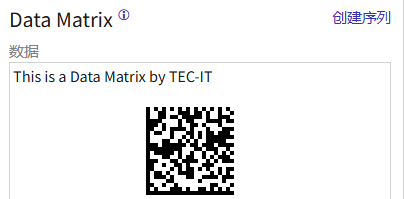 Data Matrix
创建序列
数据
This is a Data Matrix by TEC-IT